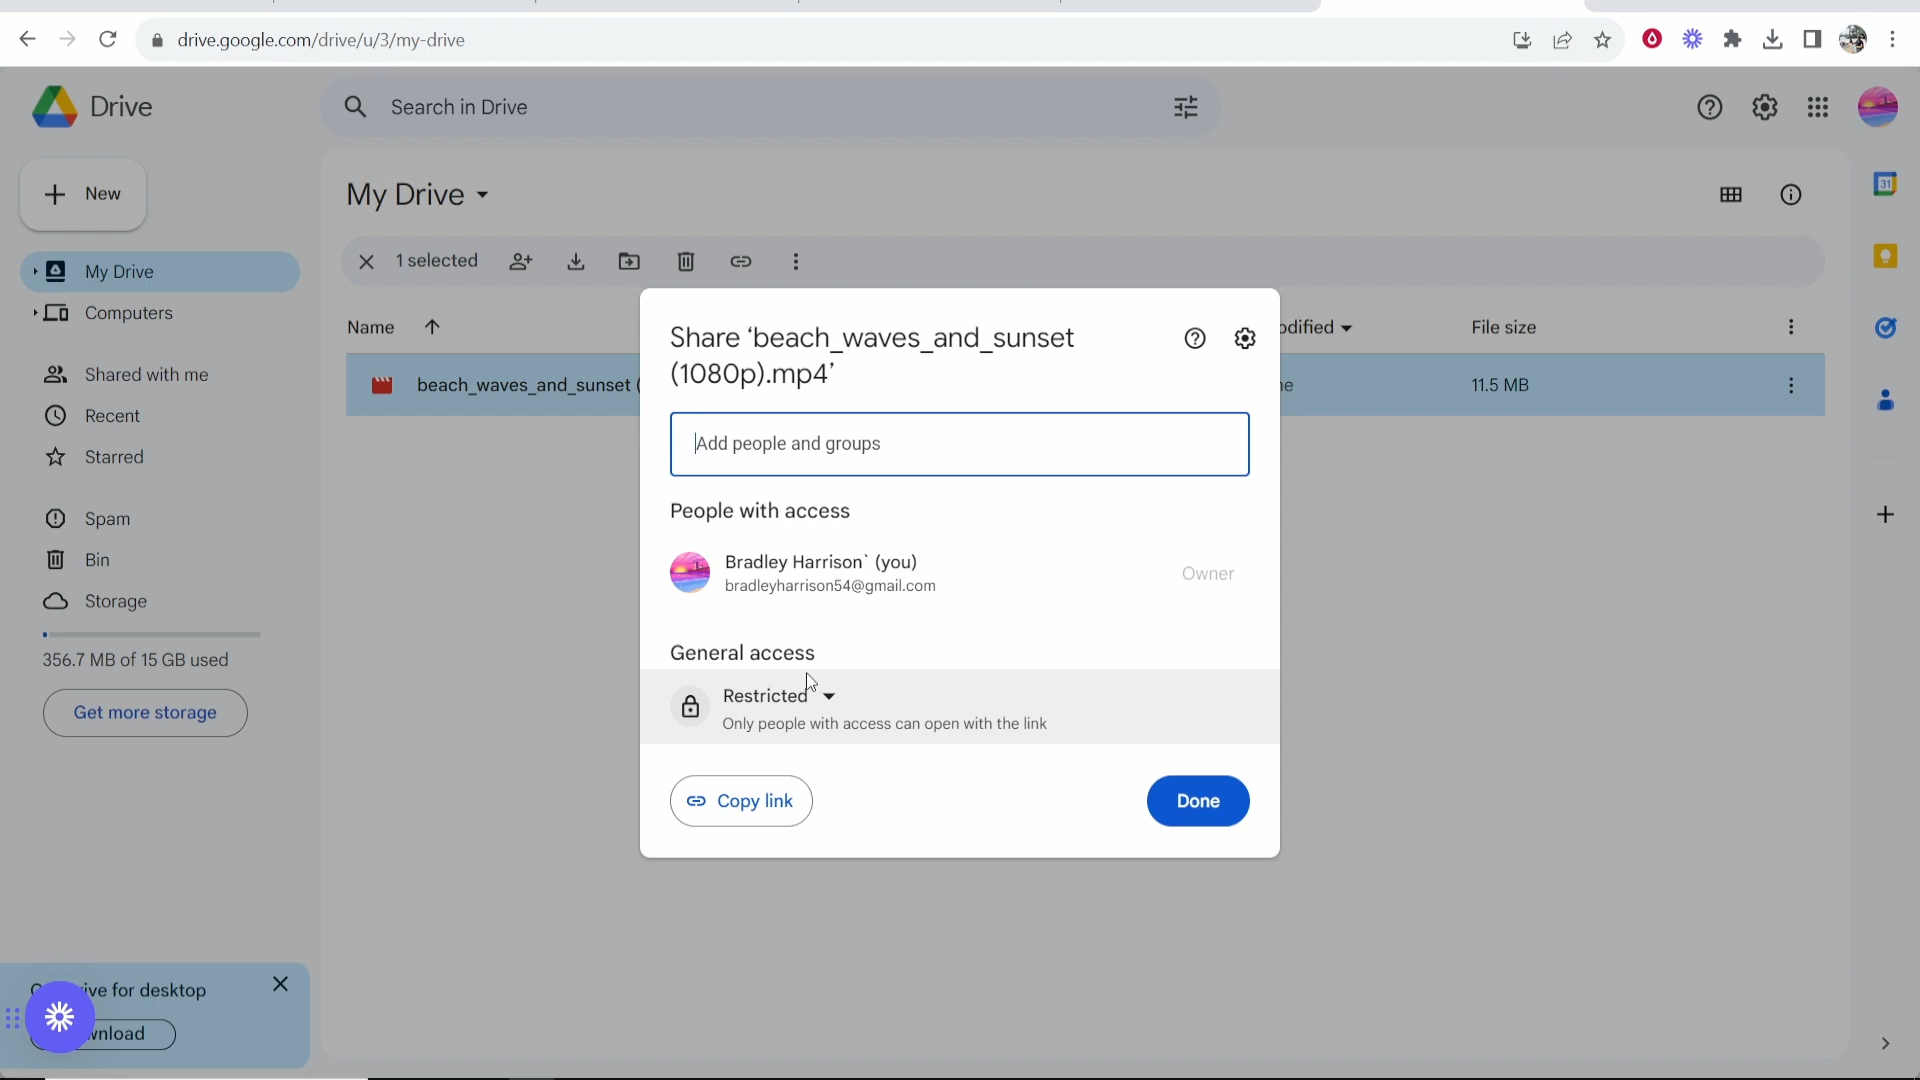 drive.google.com/drive/u/3/my-drive
Drive
Search in Drive
New
My Drive
1 selected
My Drive
Computers
Name
odified
File size
Share ‘beach_waves_and_sunset
(1080p).mp4’
beach_waves_and_sunset (
11.5 MB
31
Shared with me
Recent
Starred
Add people and groups
People with access
Spam
Bin
Storage
Bradley Harrison` (you)
bradleyharrison54@gmail.com
Owner
356.7 MB of 15 GB used
General access
Get more storage
Restricted
Only people with access can open with the link
Copy link
Done
ive for desktop
wnload